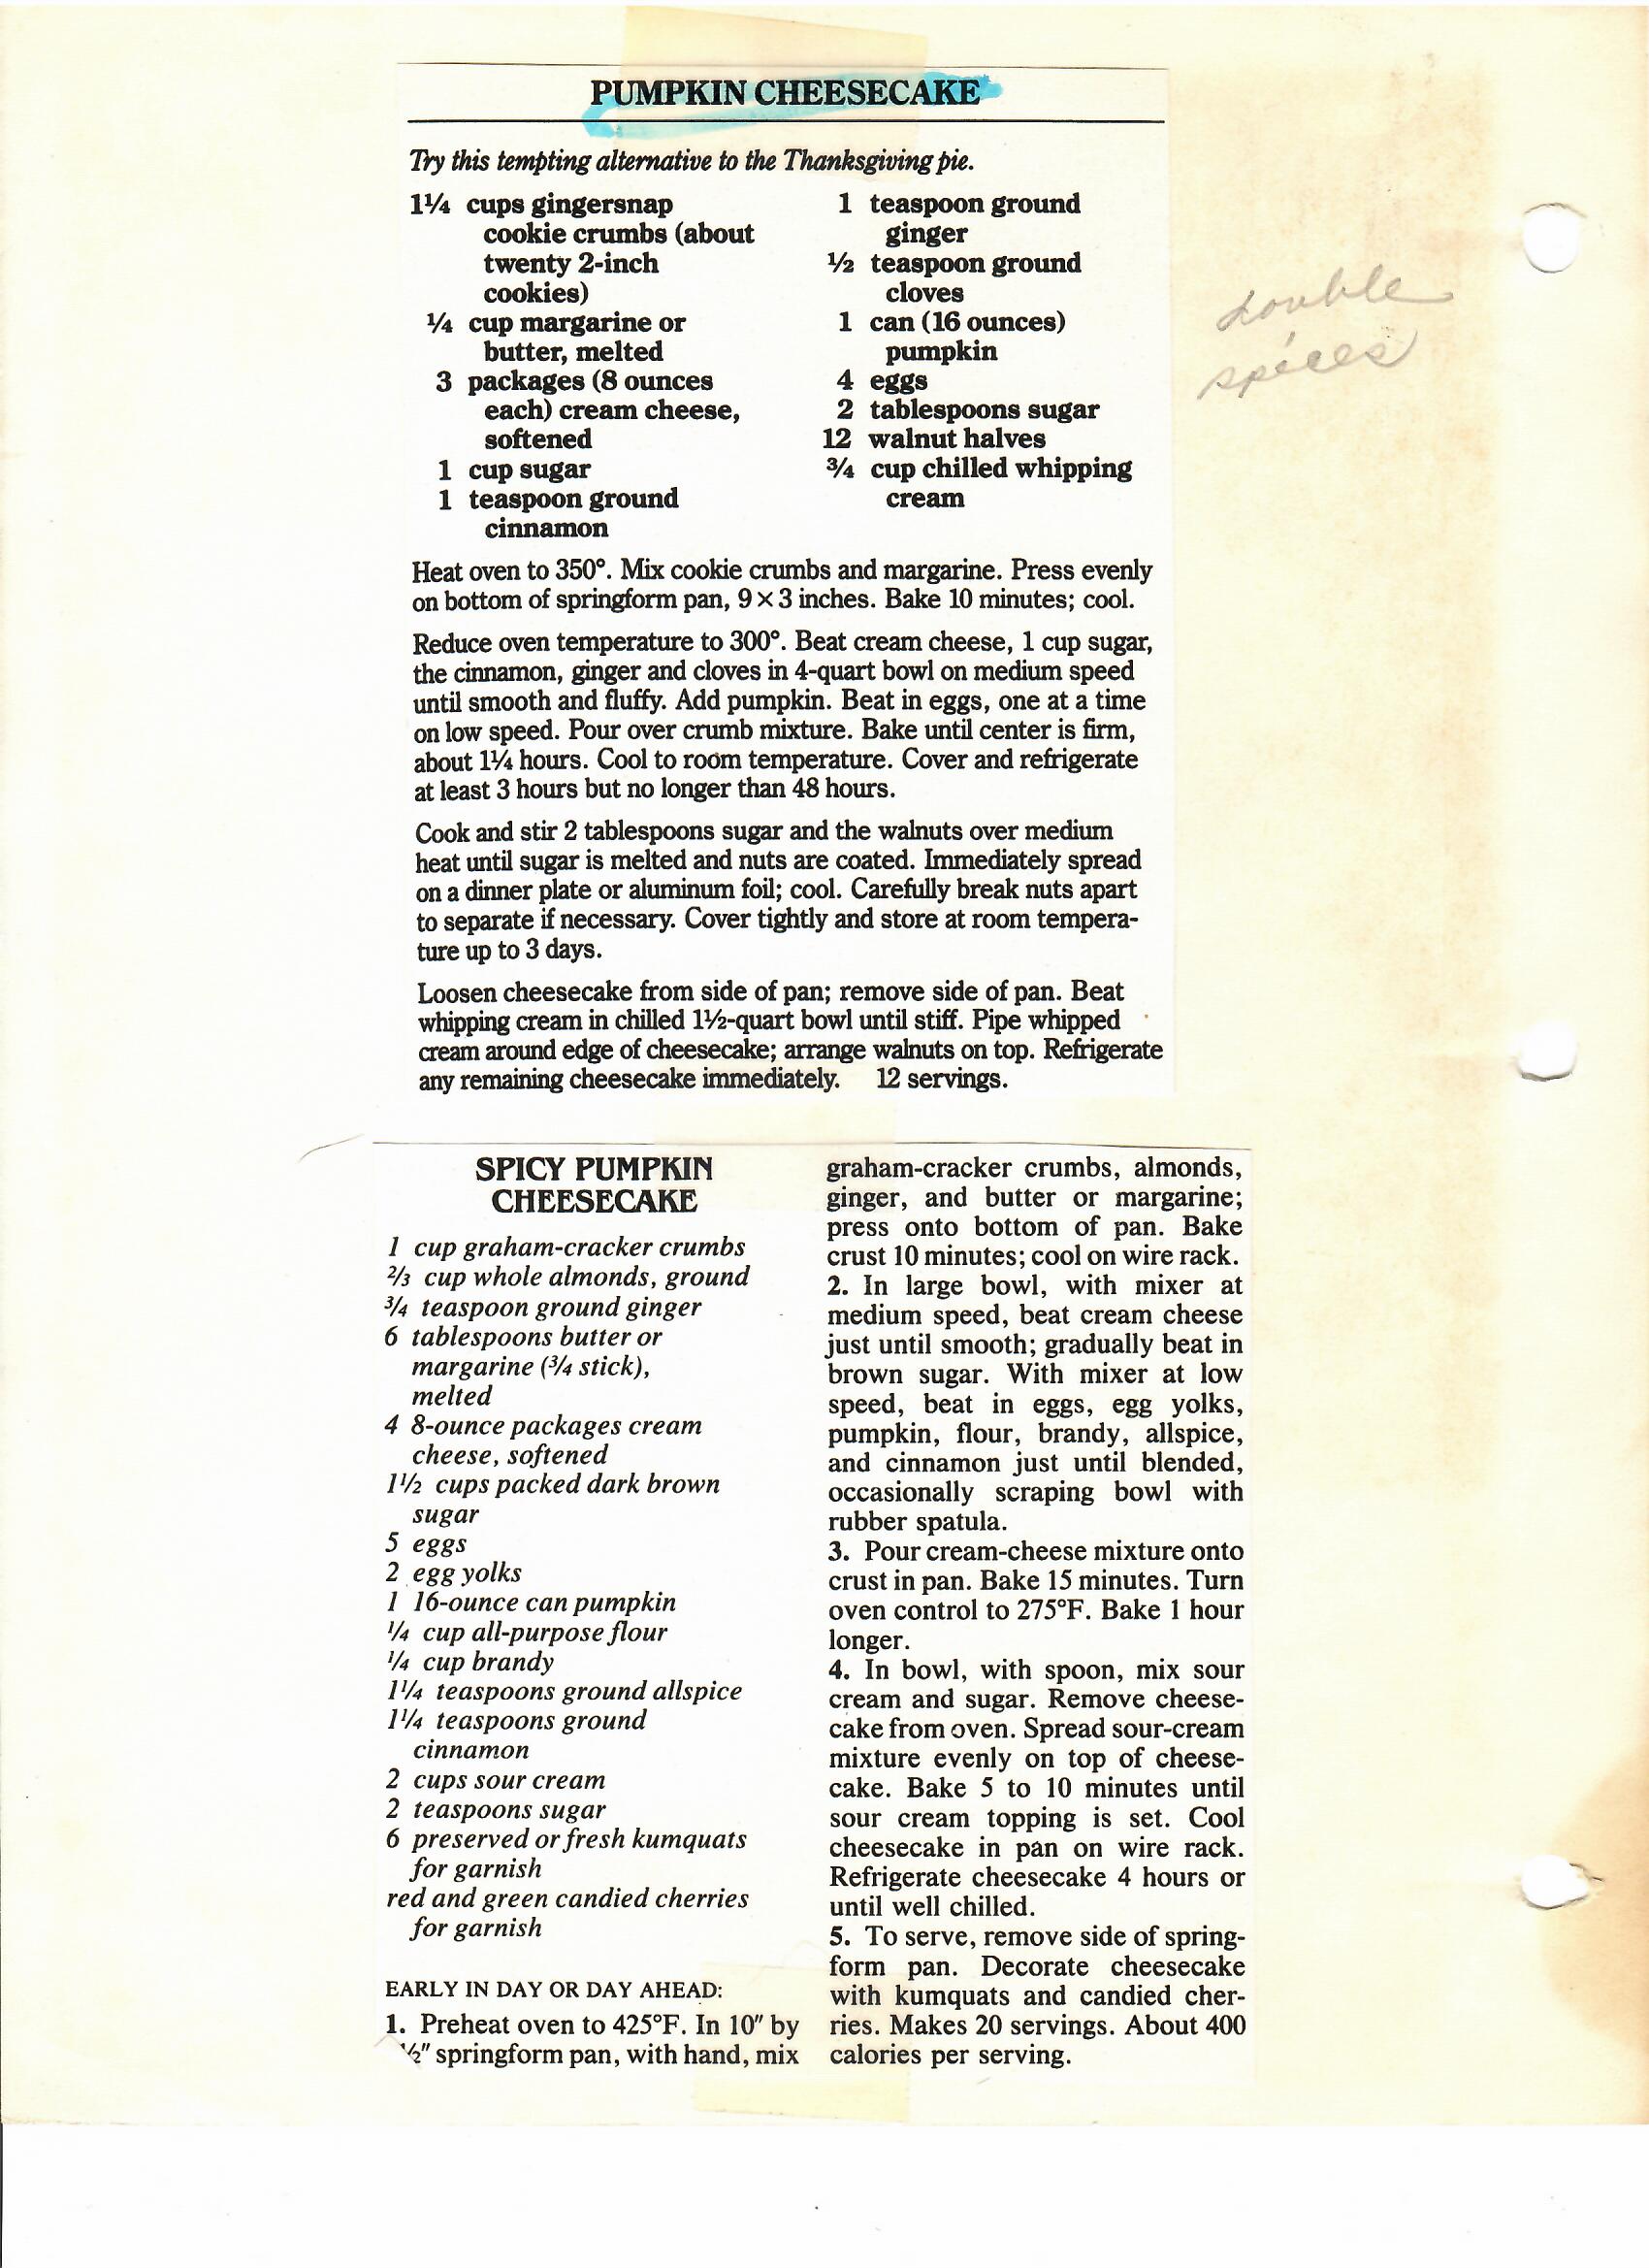 PUMPKIN CHEESECAKE
Try this tempting alternative to the Thanksgiving pie.
1¼ cups gingersnap
cookie crumbs (about
twenty 2-inch
cookies)
¼ cup margarine or
butter, melted
3 packages (8 ounces
each) cream cheese,
softened
1 cup sugar
1 teaspoon ground
cinnamon
1 teaspoon ground
ginger
½ teaspoon ground
cloves
1 can (16 ounces)
pumpkin
4 eggs
2 tablespoons sugar
12 walnut halves
¾ cup chilled whipping
cream
double
spices
Heat oven to 350°. Mix cookie crumbs and margarine. Press evenly
on bottom of springform pan, 9 × 3 inches. Bake 10 minutes; cool.
Reduce oven temperature to 300°. Beat cream cheese, 1 cup sugar,
the cinnamon, ginger and cloves in 4-quart bowl on medium speed
until smooth and fluffy. Add pumpkin. Beat in eggs, one at a time
on low speed. Pour over crumb mixture. Bake until center is firm,
about 1¼ hours. Cool to room temperature. Cover and refrigerate
at least 3 hours but no longer than 48 hours.
Cook and stir 2 tablespoons sugar and the walnuts over medium
heat until sugar is melted and nuts are coated. Immediately spread
on a dinner plate or aluminum foil; cool. Carefully break nuts apart
to separate if necessary. Cover tightly and store at room tempera-
ture up to 3 days.
Loosen cheesecake from side of pan; remove side of pan. Beat
whipping cream in chilled 1½-quart bowl until stiff. Pipe whipped
cream around edge of cheesecake; arrange walnuts on top. Refrigerate
any remaining cheesecake immediately. 12 servings.
SPICY PUMPKIN
CHEESECAKE
1 cup graham-cracker crumbs
⅔ cup whole almonds, ground
¾ teaspoon ground ginger
6 tablespoons butter or
margarine (¾ stick),
melted
4 8-ounce packages cream
cheese, softened
1½ cups packed dark brown
sugar
5 eggs
2 egg yolks
1 16-ounce can pumpkin
¼ cup all-purpose flour
¼ cup brandy
1¼ teaspoons ground allspice
1¼ teaspoons ground
cinnamon
2 cups sour cream
2 teaspoons sugar
6 preserved or fresh kumquats
for garnish
red and green candied cherries
for garnish
EARLY IN DAY OR DAY AHEAD:
1. Preheat oven to 425°F. In 10″ by
½″ springform pan, with hand, mix
graham-cracker crumbs, almonds,
ginger, and butter or margarine;
press onto bottom of pan. Bake
crust 10 minutes; cool on wire rack.
2. In large bowl, with mixer at
medium speed, beat cream cheese
just until smooth; gradually beat in
brown sugar. With mixer at low
speed, beat in eggs, egg yolks,
pumpkin, flour, brandy, allspice,
and cinnamon just until blended,
occasionally scraping bowl with
rubber spatula.
3. Pour cream-cheese mixture onto
crust in pan. Bake 15 minutes. Turn
oven control to 275°F. Bake 1 hour
longer.
4. In bowl, with spoon, mix sour
cream and sugar. Remove cheese-
cake from oven. Spread sour-cream
mixture evenly on top of cheese-
cake. Bake 5 to 10 minutes until
sour cream topping is set. Cool
cheesecake in pan on wire rack.
Refrigerate cheesecake 4 hours or
until well chilled.
5. To serve, remove side of spring-
form pan. Decorate cheesecake
with kumquats and candied cher-
ries. Makes 20 servings. About 400
calories per serving.